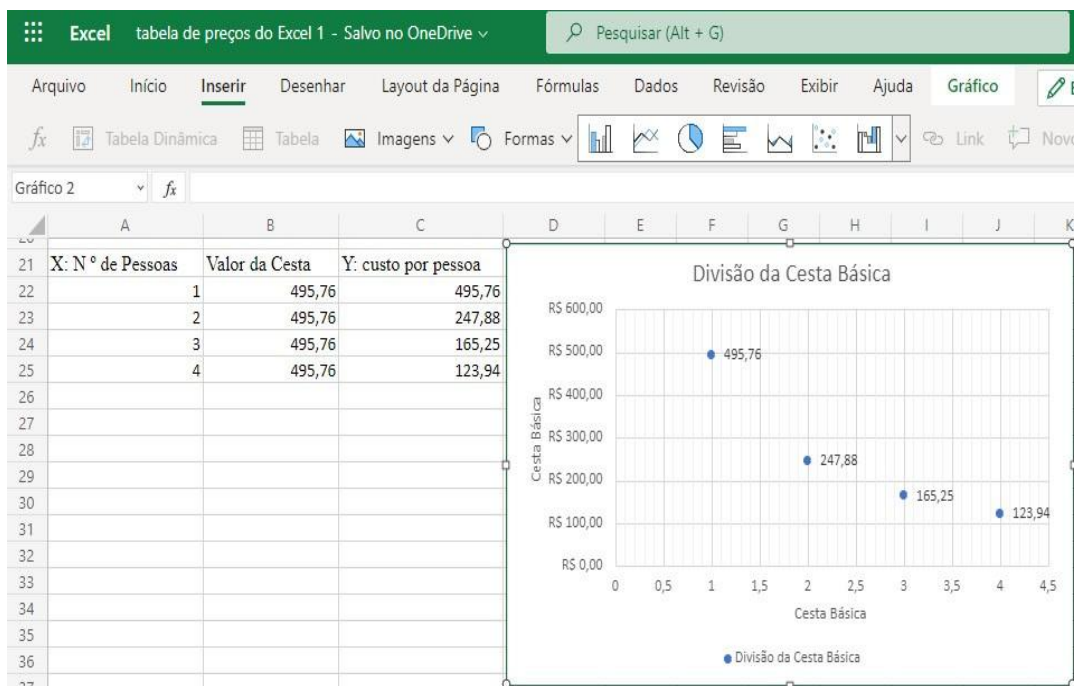 Excel tabela de preços do Excel 1 - Salvo no OneDrive Pesquisar (Alt + G)
Arquivo Início Inserir Desenhar Layout da Página Fórmulas Dados Revisão Exibir Ajuda Gráfico
fx Tabela Dinâmica Tabela Imagens Formas Link
Gráfico 2 fx
A B C D E F G H I J K
21 X: N º de Pessoas Valor da Cesta Y: custo por pessoa
22 1 495,76 495,76
23 2 495,76 247,88
24 3 495,76 165,25
25 4 495,76 123,94
26
27
28
29
30
31
32
33
34
35
36
Divisão da Cesta Básica
R$ 600,00
R$ 500,00
R$ 400,00
R$ 300,00
R$ 200,00
R$ 100,00
R$ 0,00
Cesta Básica
495,76
247,88
165,25
123,94
0 0,5 1 1,5 2 2,5 3 3,5 4 4,5
Cesta Básica
Divisão da Cesta Básica